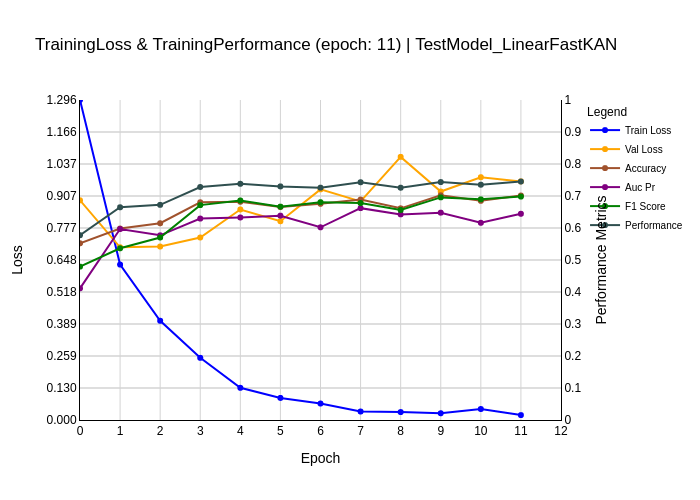 TrainingLoss & TrainingPerformance (epoch: 11) | TestModel_LinearFastKAN
Legend
Train Loss
Val Loss
Accuracy
Auc Pr
F1 Score
Performance
Loss
1.296
1.166
1.037
0.907
0.777
0.648
0.518
0.389
0.259
0.130
0.000
1
0.9
0.8
0.7
0.6
0.5
0.4
0.3
0.2
0.1
0
Performance Metrics
0 1 2 3 4 5 6 7 8 9 10 11 12
Epoch